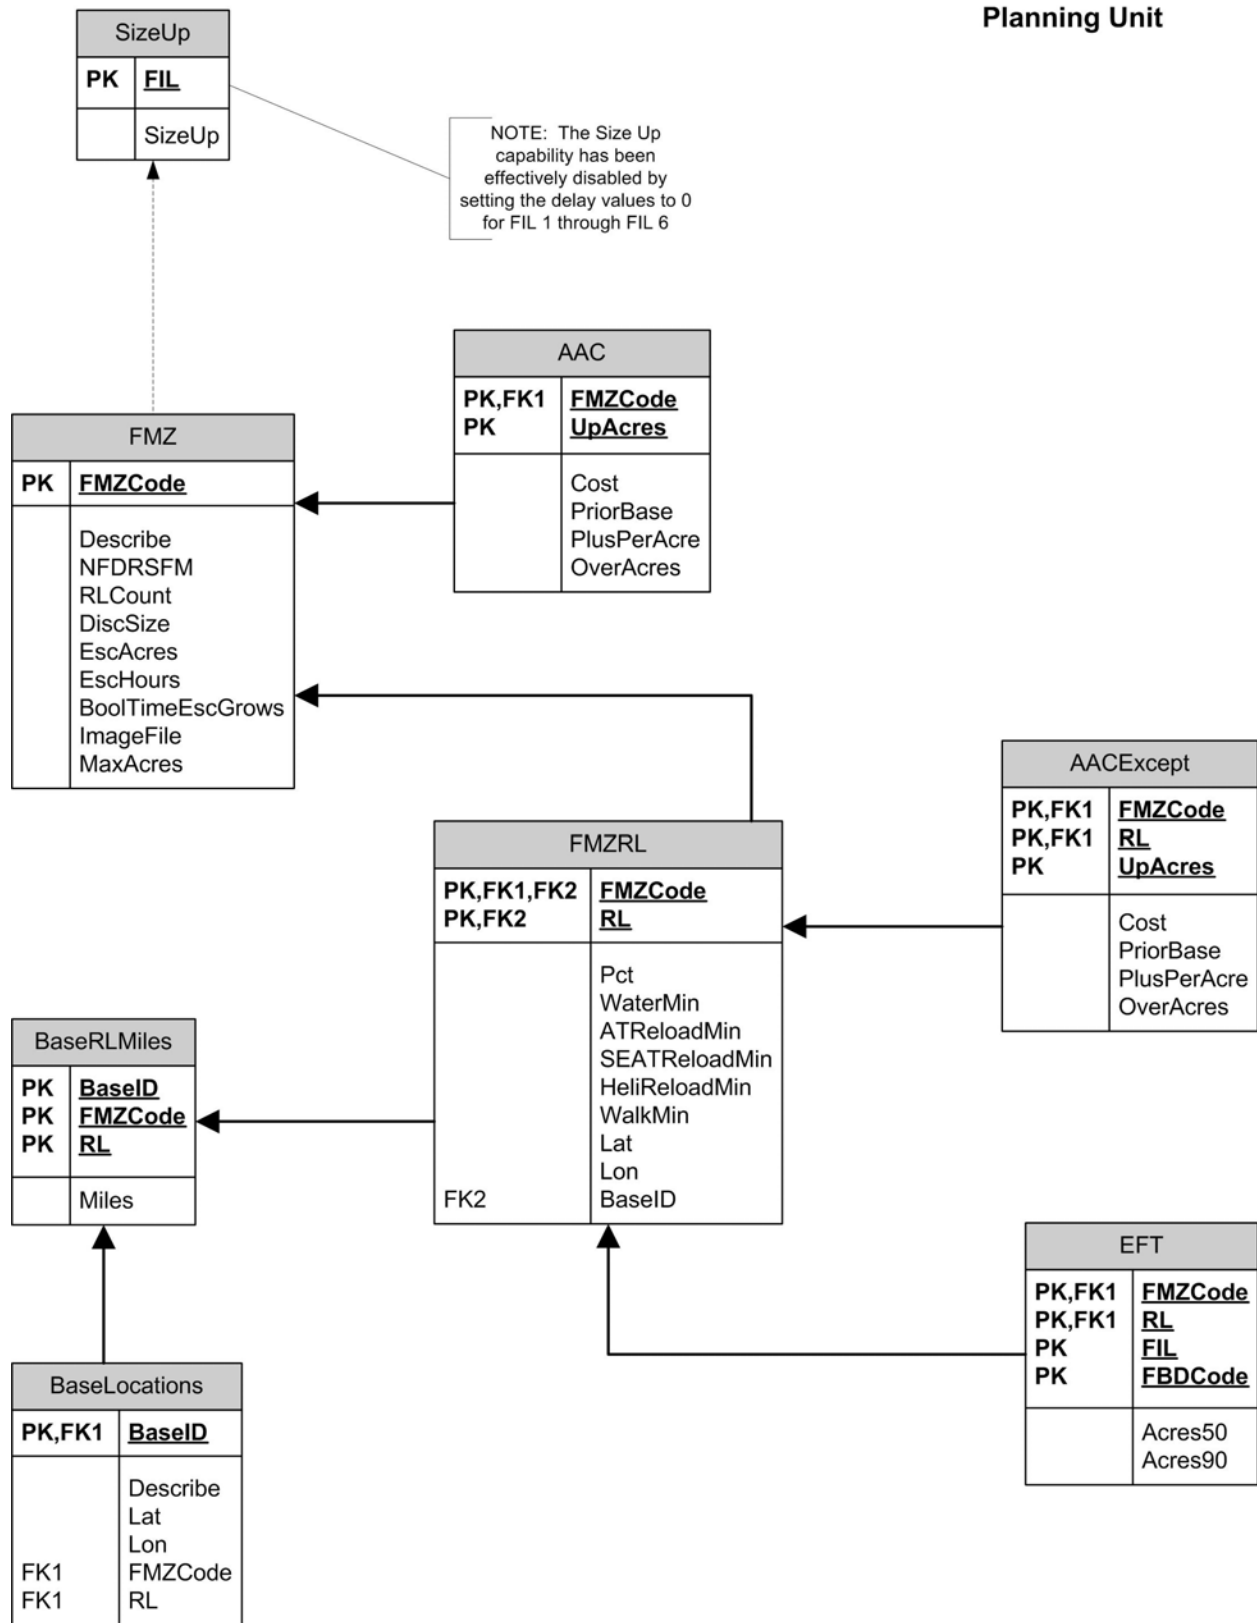 Planning Unit
SizeUp
PK FIL
SizeUp
NOTE: The Size Up
capability has been
effectively disabled by
setting the delay values to 0
for FIL 1 through FIL 6
AAC
PK,FK1 FMZCode
PK UpAcres
Cost
PriorBase
PlusPerAcre
OverAcres
FMZ
PK FMZCode
Describe
NFDRSFM
RLCount
DiscSize
EscAcres
EscHours
BoolTimeEscGrows
ImageFile
MaxAcres
AACExcept
PK,FK1 FMZCode
PK,FK1 RL
PK UpAcres
Cost
PriorBase
PlusPerAcre
OverAcres
FMZRL
PK,FK1,FK2 FMZCode
PK,FK2 RL
Pct
WaterMin
ATReloadMin
SEATReloadMin
HeliReloadMin
WalkMin
Lat
Lon
FK2 BaseID
BaseRLMiles
PK BaseID
PK FMZCode
PK RL
Miles
EFT
PK,FK1 FMZCode
PK,FK1 RL
PK FIL
PK FBDCode
Acres50
Acres90
BaseLocations
PK,FK1 BaseID
Describe
Lat
Lon
FK1 FMZCode
FK1 RL